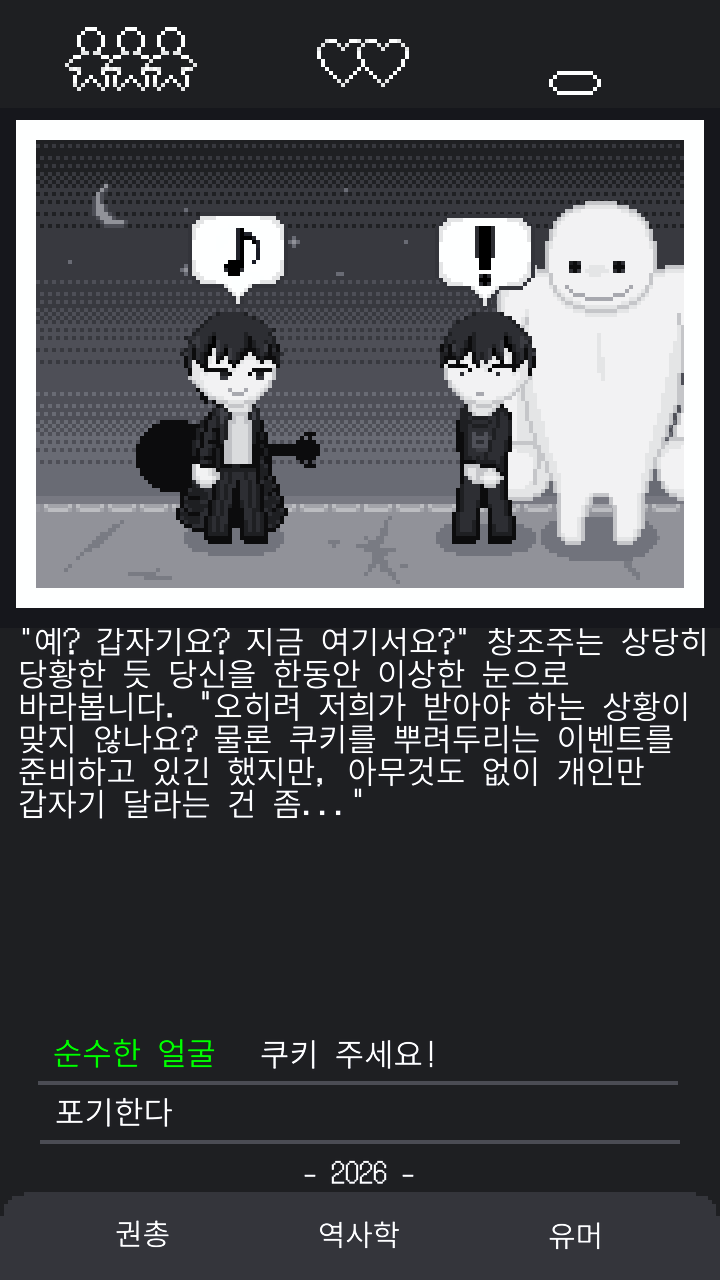 "예? 갑자기요? 지금 여기서요?" 창조주는 상당히
당황한 듯 당신을 한동안 이상한 눈으로
바라봅니다. "오히려 저희가 받아야 하는 상황이
맞지 않나요? 물론 쿠키를 뿌려두리는 이벤트를
준비하고 있긴 했지만, 아무것도 없이 개인만
갑자기 달라는 건 좀..."
순수한 얼굴 쿠키 주세요!
포기한다
- 2026 -
권총 역사학 유머